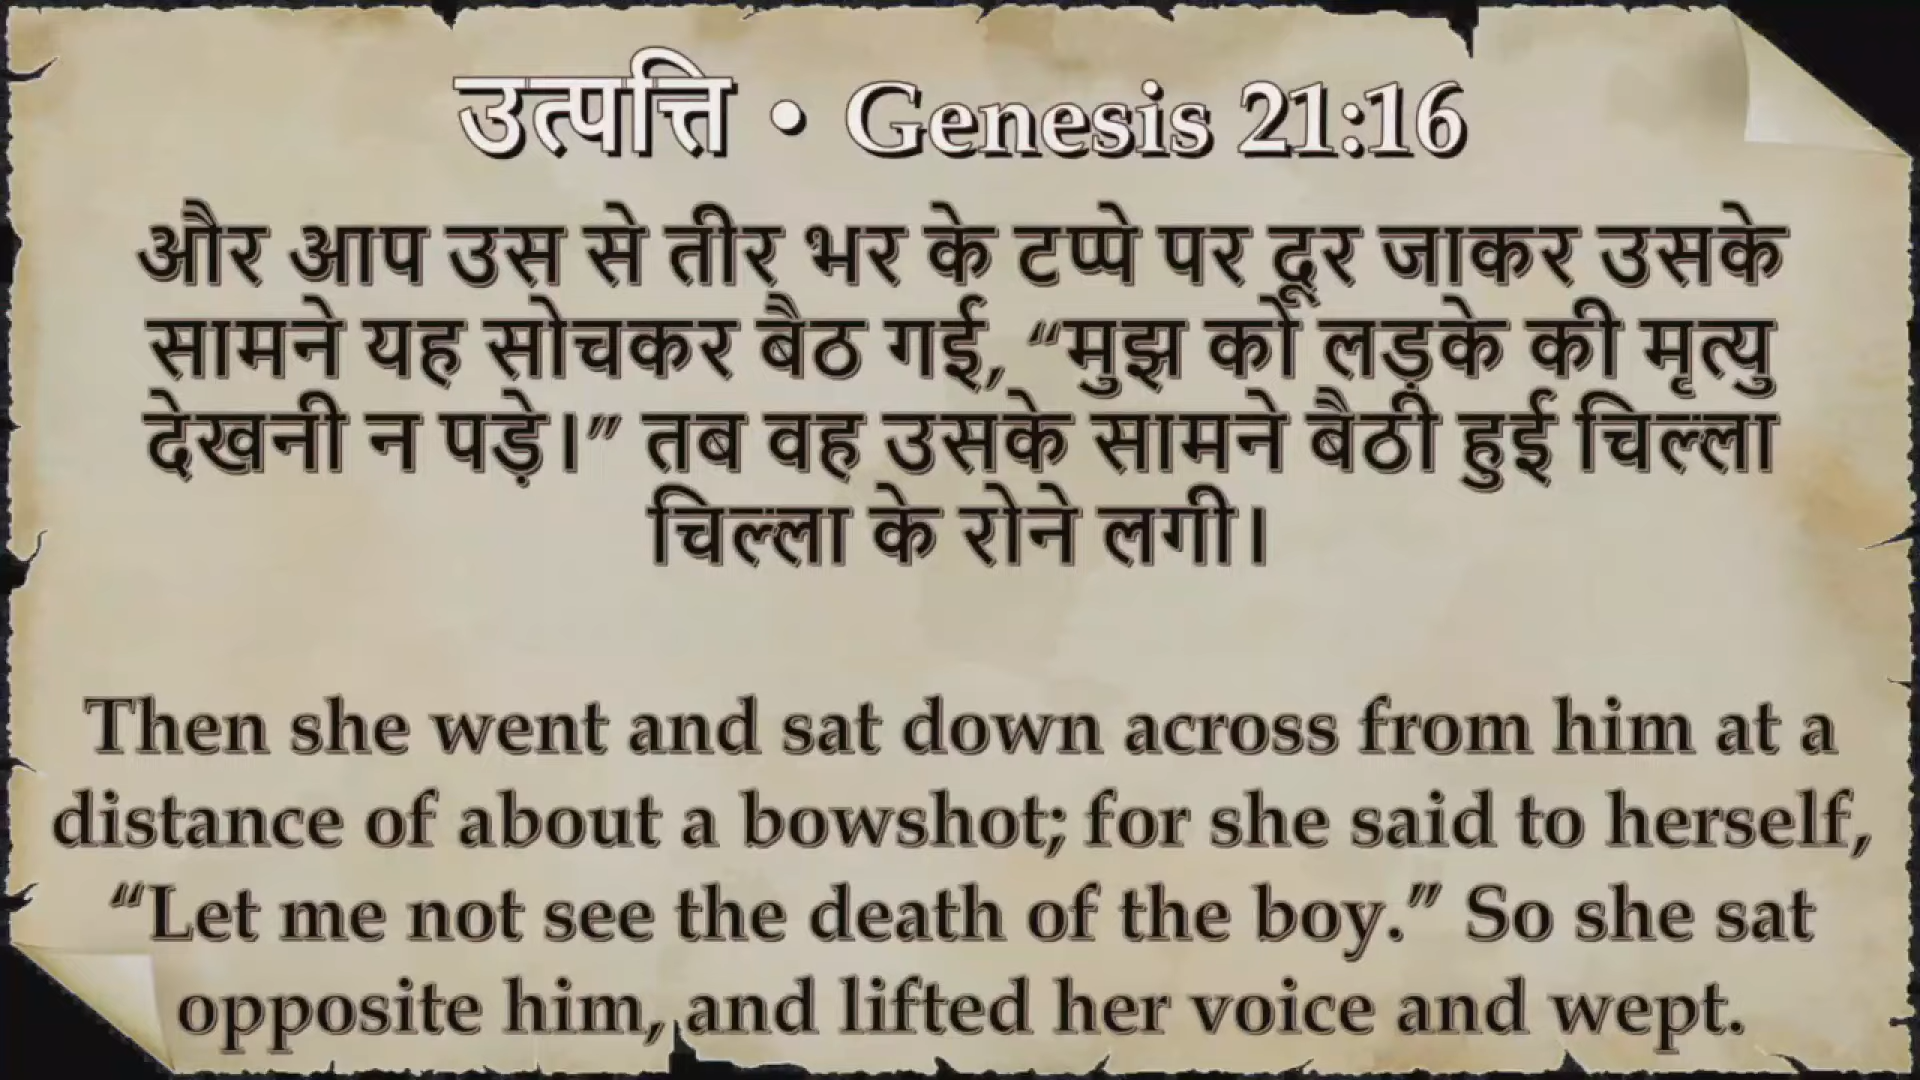 उत्पत्ति • Genesis 21:16
और आप उस से तीर भर के टप्पे पर दूर जाकर उसके
सामने यह सोचकर बैठ गई, “मुझ को लड़के की मृत्यु
देखनी न पड़े।” तब वह उसके सामने बैठी हुई चिल्ला
चिल्ला के रोने लगी।
Then she went and sat down across from him at a
distance of about a bowshot; for she said to herself,
“Let me not see the death of the boy.” So she sat
opposite him, and lifted her voice and wept.